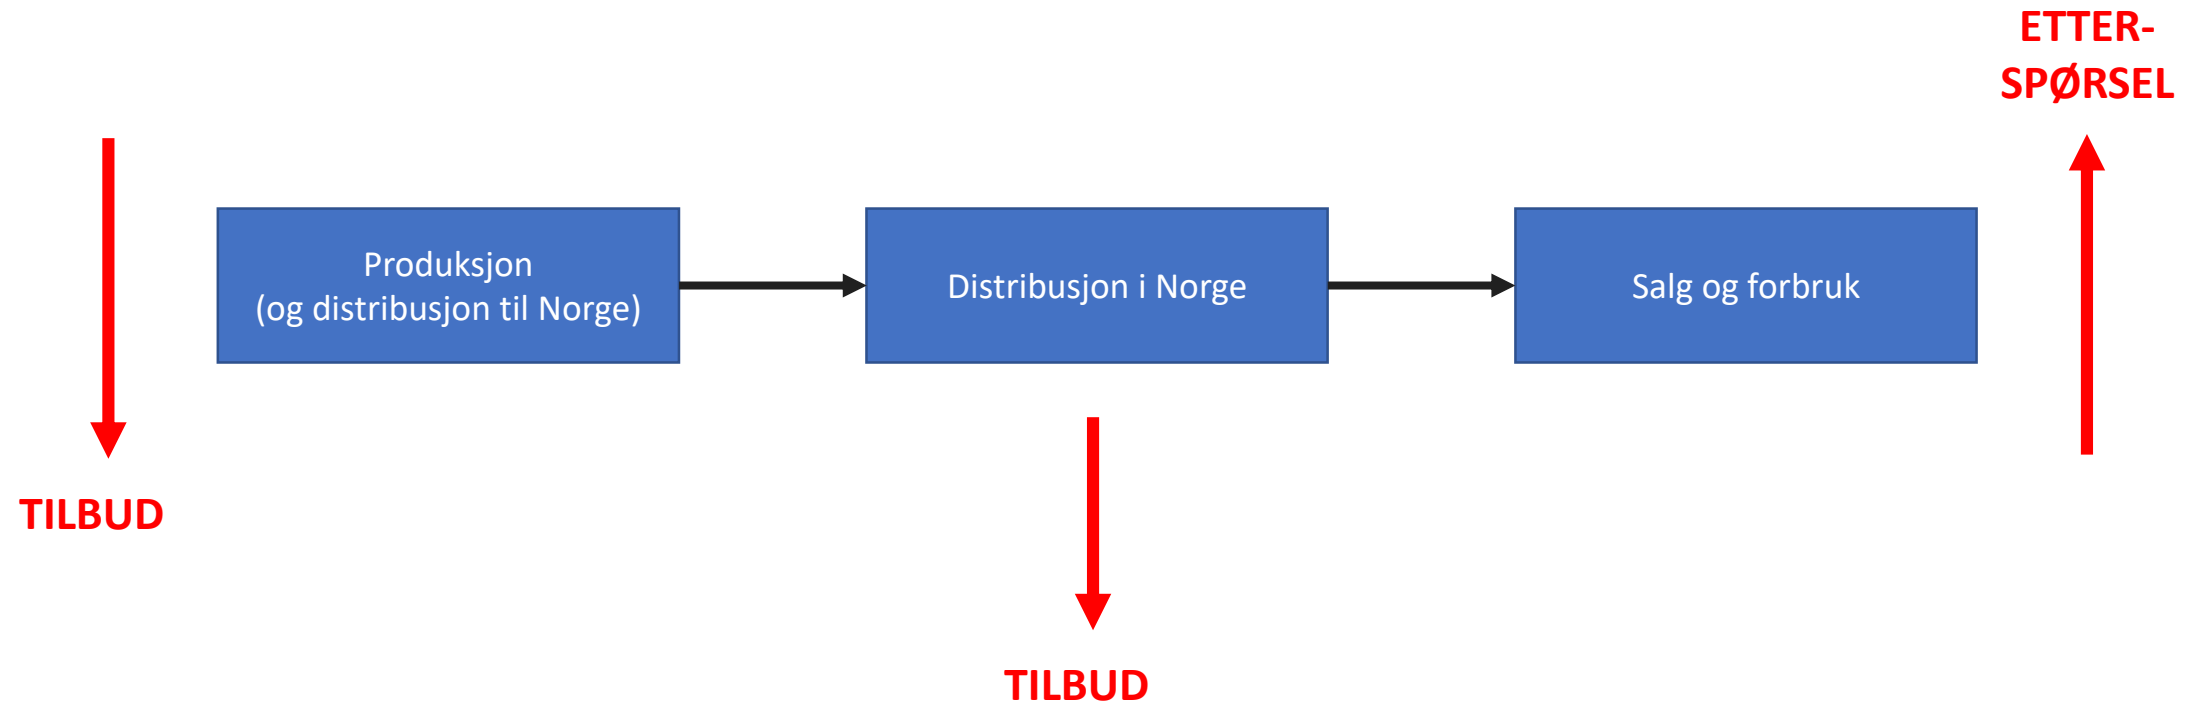 ETTER-
SPØRSEL
Produksjon
(og distribusjon til Norge)
Distribusjon i Norge
Salg og forbruk
TILBUD
TILBUD